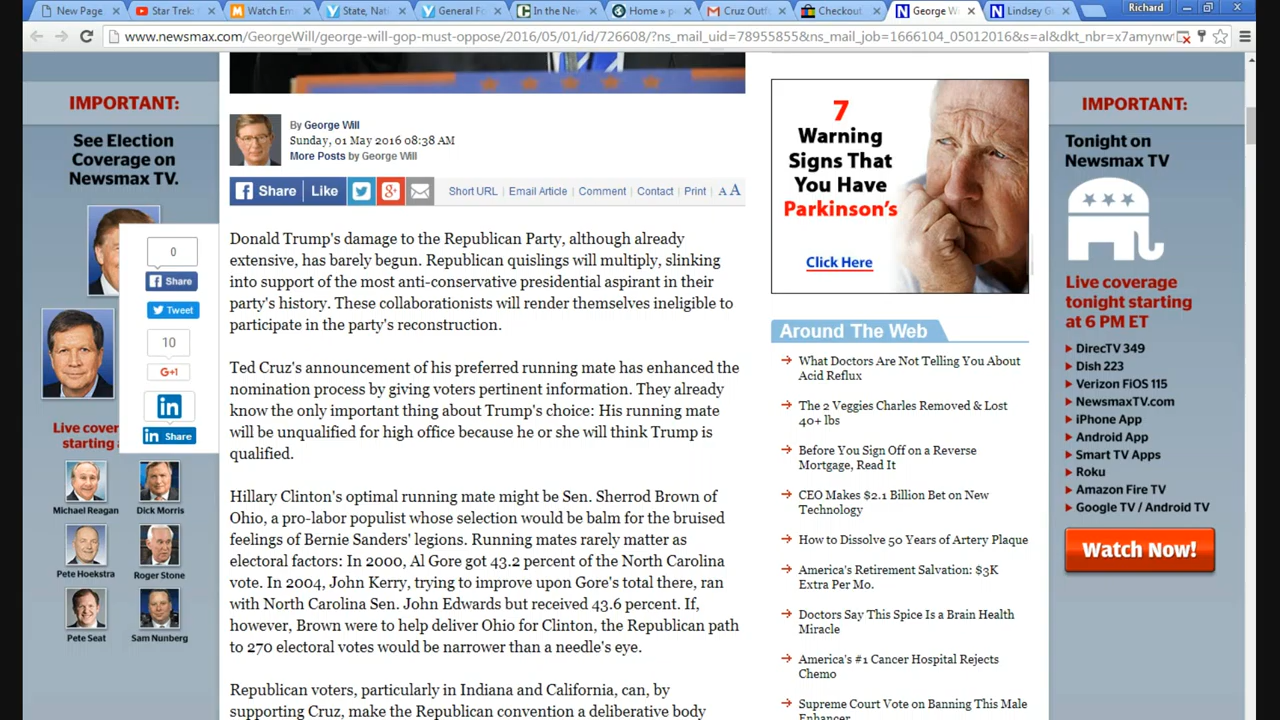 New Page
Star Trek:
Watch Em
State, Nat
General Fo
In the Ne
Home » p
Cruz Outf
Checkout
George W
Lindsey G
Richard
www.newsmax.com/GeorgeWill/george-will-gop-must-oppose/2016/05/01/id/726608/?ns_mail_uid=78955855&ns_mail_job=1666104_05012016&s=al&dkt_nbr=x7amynw
IMPORTANT:
See Election
Coverage on
Newsmax TV.
0
Share
Tweet
10
+1
in
in Share
Live cov
starting
Michael Reagan
Dick Morris
Pete Hoekstra
Roger Stone
Pete Seat
Sam Nunberg
By George Will
Sunday, 01 May 2016 08:38 AM
More Posts by George Will
Share Like
Short URL | Email Article | Comment | Contact | Print | A A
Donald Trump's damage to the Republican Party, although already
extensive, has barely begun. Republican quislings will multiply, slinking
into support of the most anti-conservative presidential aspirant in their
party's history. These collaborationists will render themselves ineligible to
participate in the party's reconstruction.
Ted Cruz's announcement of his preferred running mate has enhanced the
nomination process by giving voters pertinent information. They already
know the only important thing about Trump's choice: His running mate
will be unqualified for high office because he or she will think Trump is
qualified.
Hillary Clinton's optimal running mate might be Sen. Sherrod Brown of
Ohio, a pro-labor populist whose selection would be balm for the bruised
feelings of Bernie Sanders' legions. Running mates rarely matter as
electoral factors: In 2000, Al Gore got 43.2 percent of the North Carolina
vote. In 2004, John Kerry, trying to improve upon Gore's total there, ran
with North Carolina Sen. John Edwards but received 43.6 percent. If,
however, Brown were to help deliver Ohio for Clinton, the Republican path
to 270 electoral votes would be narrower than a needle's eye.
Republican voters, particularly in Indiana and California, can, by
supporting Cruz, make the Republican convention a deliberative body
7
Warning
Signs That
You Have
Parkinson's
Click Here
Around The Web
What Doctors Are Not Telling You About
Acid Reflux
The 2 Veggies Charles Removed & Lost
40+ lbs
Before You Sign Off on a Reverse
Mortgage, Read It
CEO Makes $2.1 Billion Bet on New
Technology
How to Dissolve 50 Years of Artery Plaque
America's Retirement Salvation: $3K
Extra Per Mo.
Doctors Say This Spice Is a Brain Health
Miracle
America's #1 Cancer Hospital Rejects
Chemo
Supreme Court Vote on Banning This Male
Enhancer
IMPORTANT:
Tonight on
Newsmax TV
Live coverage
tonight starting
at 6 PM ET
DirecTV 349
Dish 223
Verizon FiOS 115
NewsmaxTV.com
iPhone App
Android App
Smart TV Apps
Roku
Amazon Fire TV
Google TV / Android TV
Watch Now!